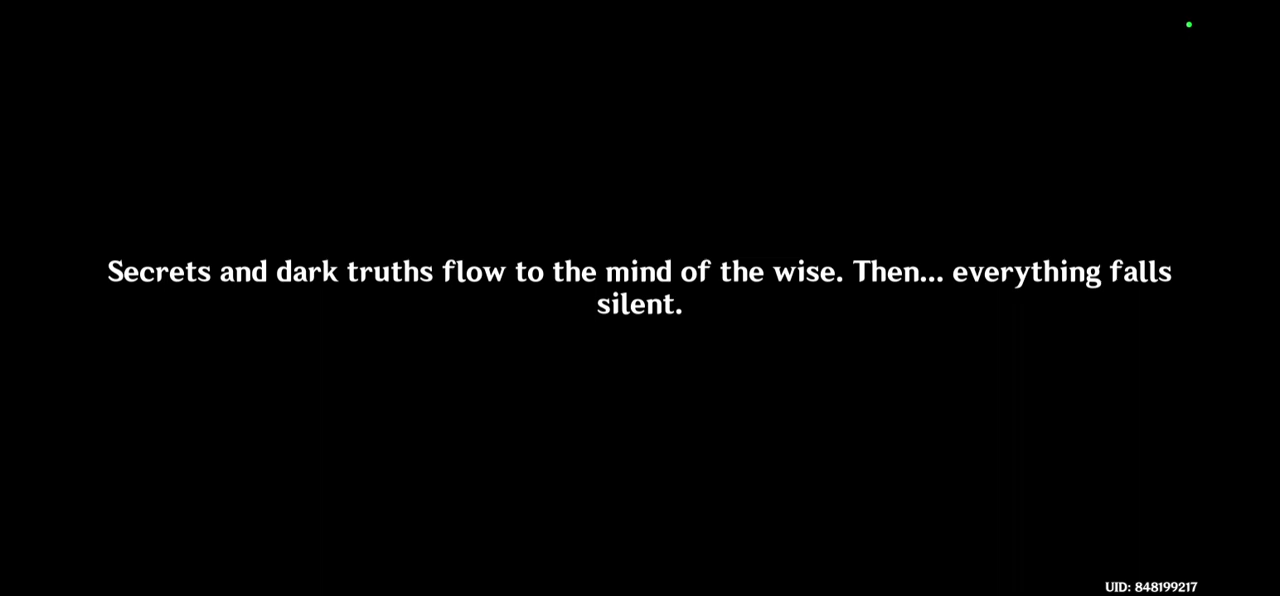 Secrets and dark truths flow to the mind of the wise. Then... everything falls
silent.
UID: 848199217